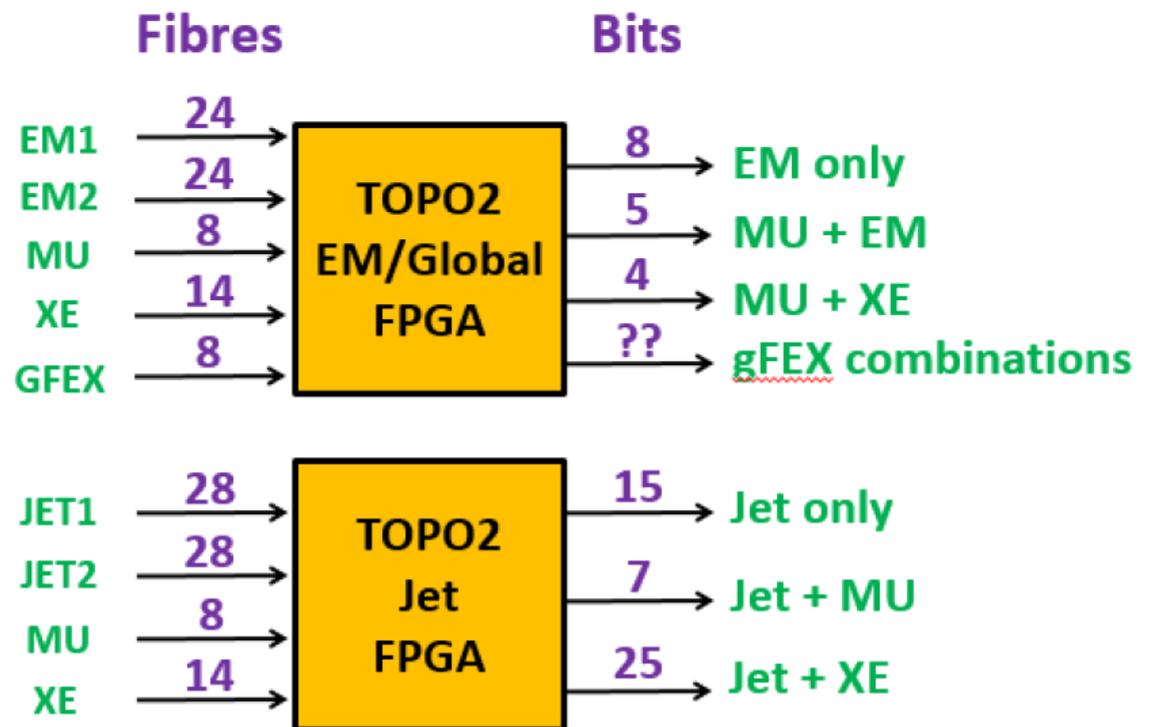 Fibres Bits
EM1 24
EM2 24
MU 8
XE 14
GFEX 8
TOPO2
EM/Global
FPGA
8 EM only
5 MU + EM
4 MU + XE
?? gFEX combinations
JET1 28
JET2 28
MU 8
XE 14
TOPO2
Jet
FPGA
15 Jet only
7 Jet + MU
25 Jet + XE